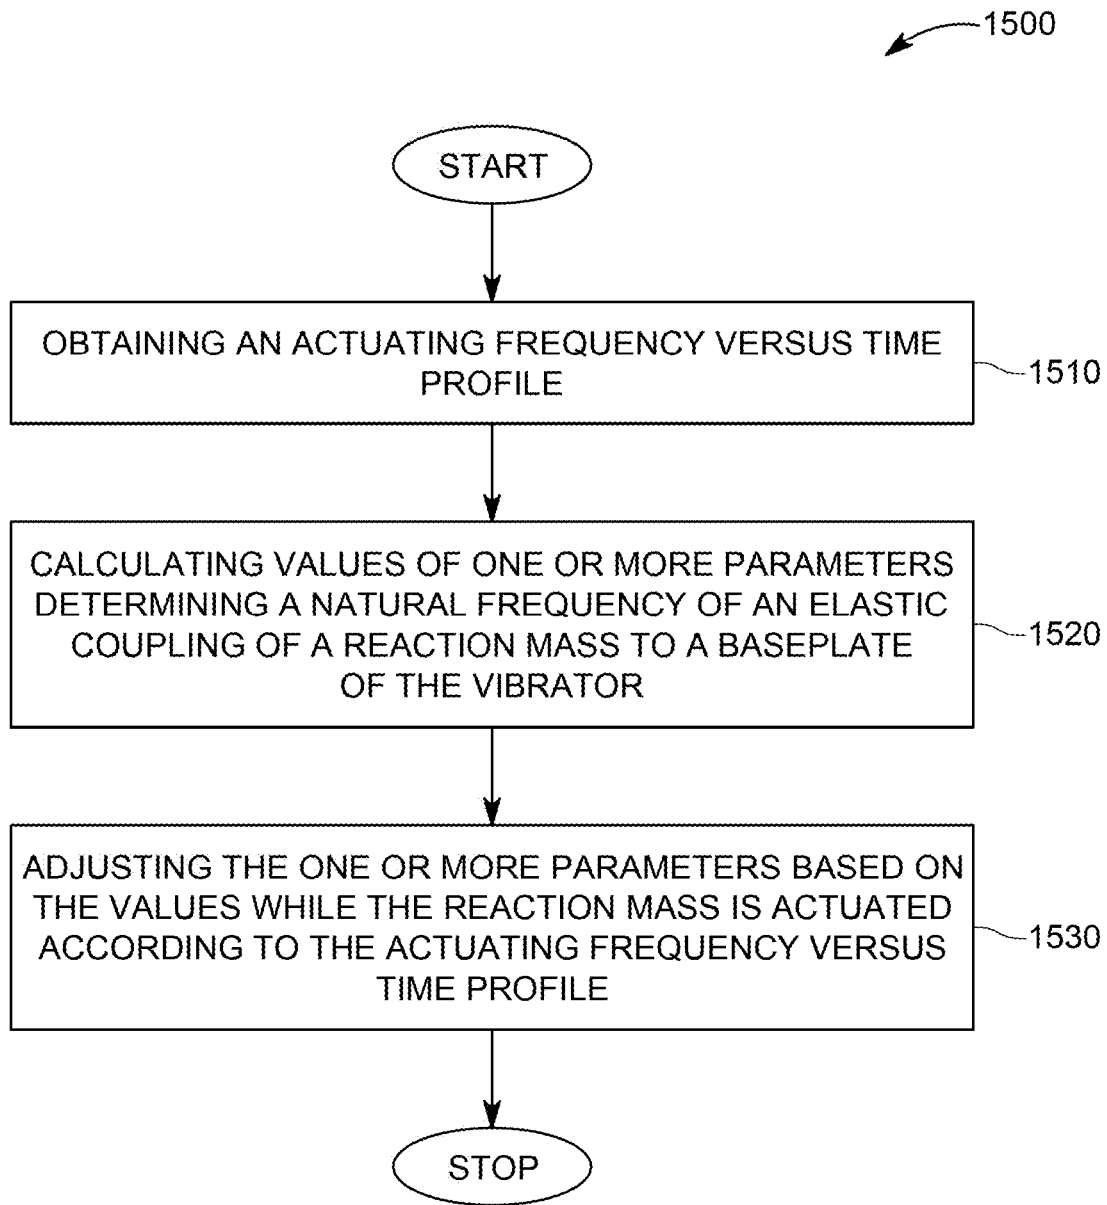 1500
START
OBTAINING AN ACTUATING FREQUENCY VERSUS TIME
PROFILE
1510
CALCULATING VALUES OF ONE OR MORE PARAMETERS
DETERMINING A NATURAL FREQUENCY OF AN ELASTIC
COUPLING OF A REACTION MASS TO A BASEPLATE
OF THE VIBRATOR
1520
ADJUSTING THE ONE OR MORE PARAMETERS BASED ON
THE VALUES WHILE THE REACTION MASS IS ACTUATED
ACCORDING TO THE ACTUATING FREQUENCY VERSUS
TIME PROFILE
1530
STOP